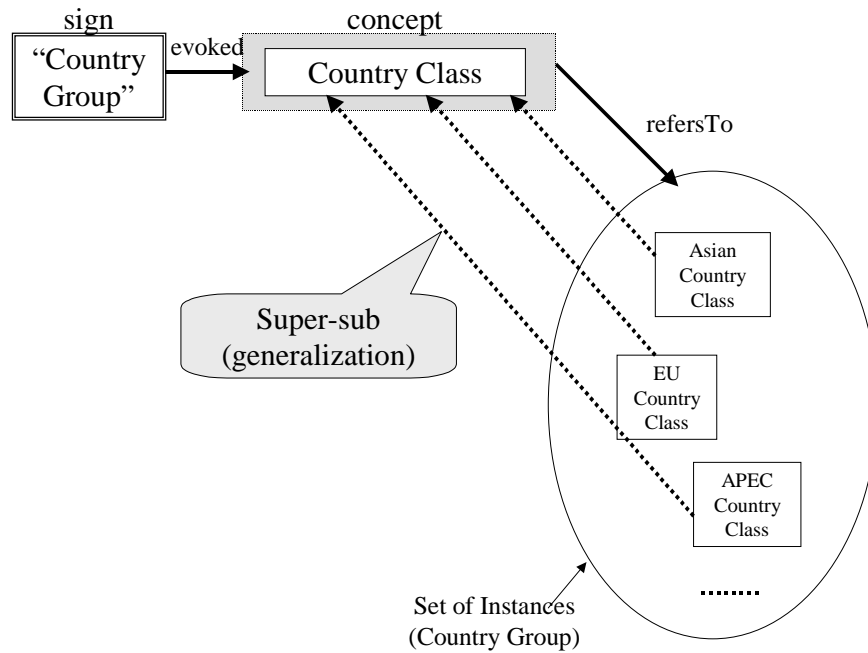 sign
concept
“Country
Group”
evoked
Country Class
refersTo
Asian
Country
Class
Super-sub
(generalization)
EU
Country
Class
APEC
Country
Class
Set of Instances
(Country Group)